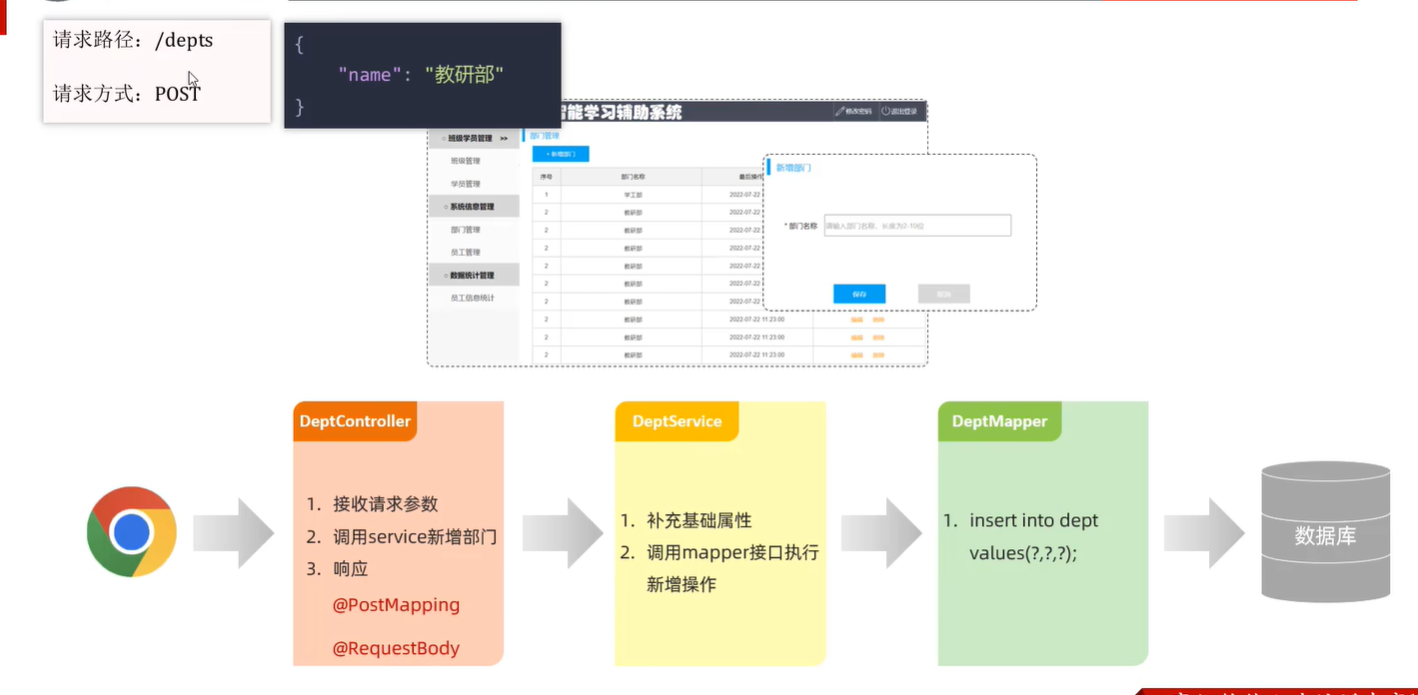 请求路径：/depts
请求方式：POST
{
"name": "教研部"
}
能学习辅助系统
修改密码
退出登录
班级学员管理 >>
班级管理
学员管理
系统信息管理
部门管理
员工管理
数据统计管理
员工信息统计
部门管理
+ 新增部门
序号 部门名称 最后操作
1 学工部 2022-07-22
2 教研部 2022-07-22
2 教研部 2022-07-22
2 教研部 2022-07-22
2 教研部 2022-07-22
2 教研部 2022-07-22
2 教研部 2022-07-22
2 教研部 2022-07-22 11:23:00 编辑 删除
2 教研部 2022-07-22 11:23:00 编辑 删除
2 教研部 2022-07-22 11:23:00 编辑 删除
新增部门
* 部门名称 请输入部门名称，长度为2-10位
保存
DeptController
1. 接收请求参数
2. 调用service新增部门
3. 响应
@PostMapping
@RequestBody
DeptService
1. 补充基础属性
2. 调用mapper接口执行
新增操作
DeptMapper
1. insert into dept
values(?,?,?);
数据库